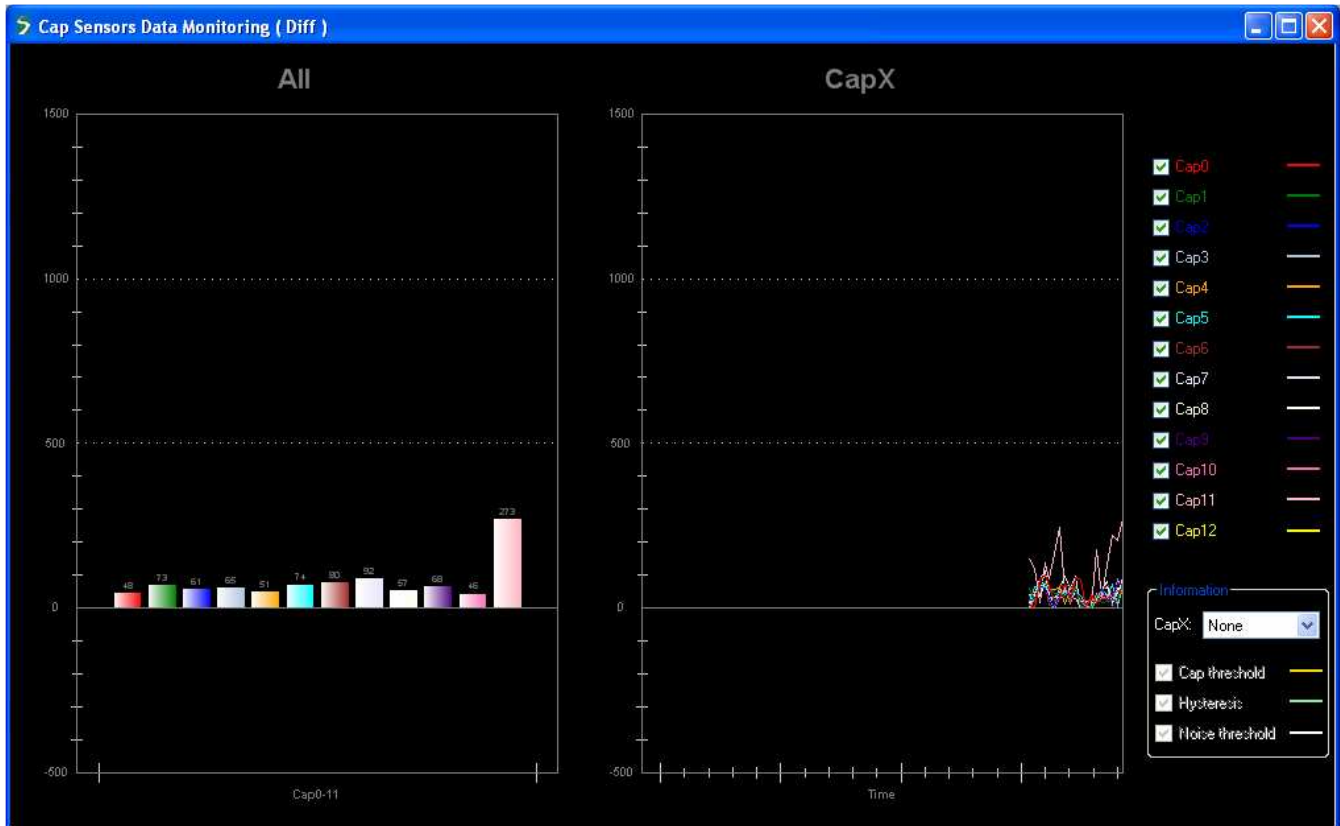 Cap Sensors Data Monitoring ( Diff )
All
1500
1000
500
0
-500
48
73
61
65
51
74
80
92
57
68
46
273
Cap0-11
CapX
1500
1000
500
0
-500
Time
Cap0
Cap1
Cap2
Cap3
Cap4
Cap5
Cap6
Cap7
Cap8
Cap9
Cap10
Cap11
Cap12
Information
CapX: None
Cap threshold
Hysteresis
Noise threshold